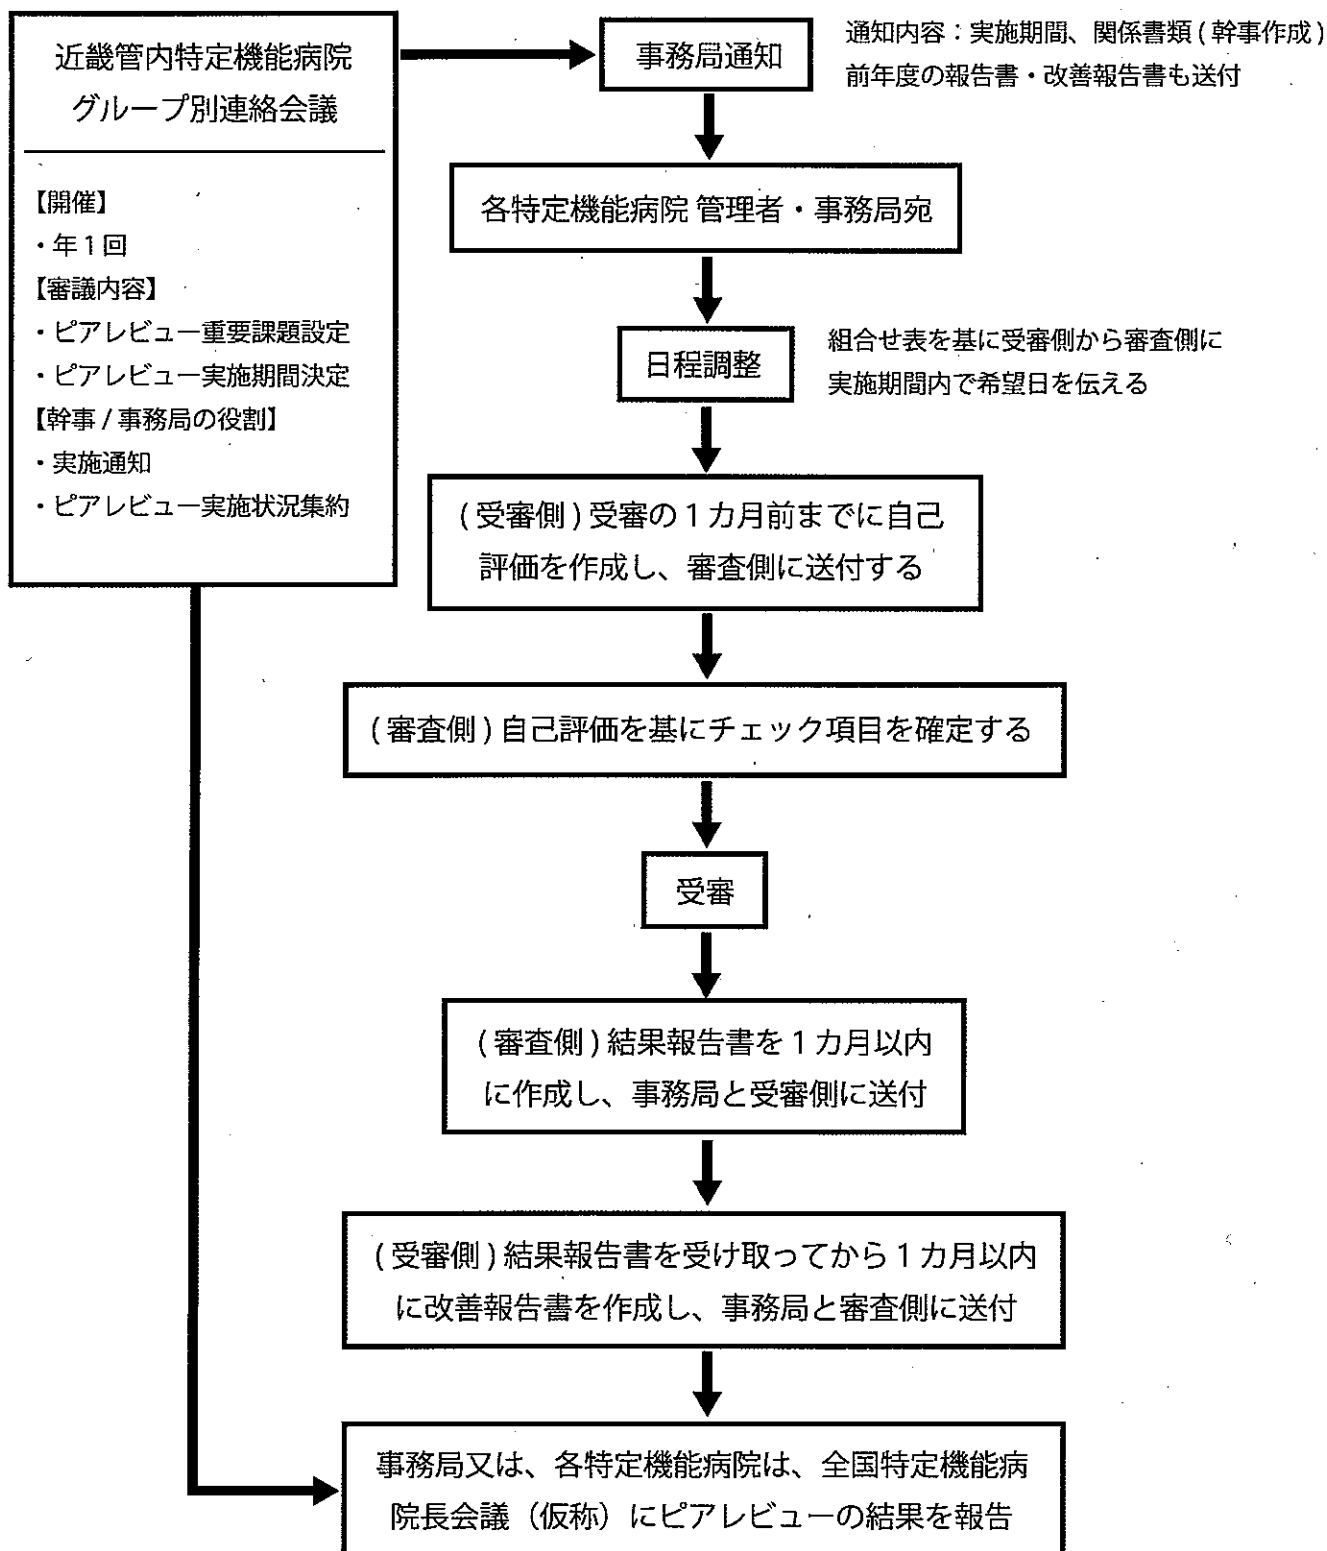 近畿管内特定機能病院
グループ別連絡会議
【開催】
・年1回
【審議内容】
・ピアレビュー重要課題設定
・ピアレビュー実施期間決定
【幹事/事務局の役割】
・実施通知
・ピアレビュー実施状況集約
事務局通知
通知内容：実施期間、関係書類(幹事作成)
前年度の報告書・改善報告書も送付
各特定機能病院 管理者・事務局宛
日程調整
組合せ表を基に受審側から審査側に
実施期間内で希望日を伝える
(受審側)受審の1カ月前までに自己
評価を作成し、審査側に送付する
(審査側)自己評価を基にチェック項目を確定する
受審
(審査側)結果報告書を1カ月以内
に作成し、事務局と受審側に送付
(受審側)結果報告書を受け取ってから1カ月以内
に改善報告書を作成し、事務局と審査側に送付
事務局又は、各特定機能病院は、全国特定機能病
院長会議（仮称）にピアレビューの結果を報告